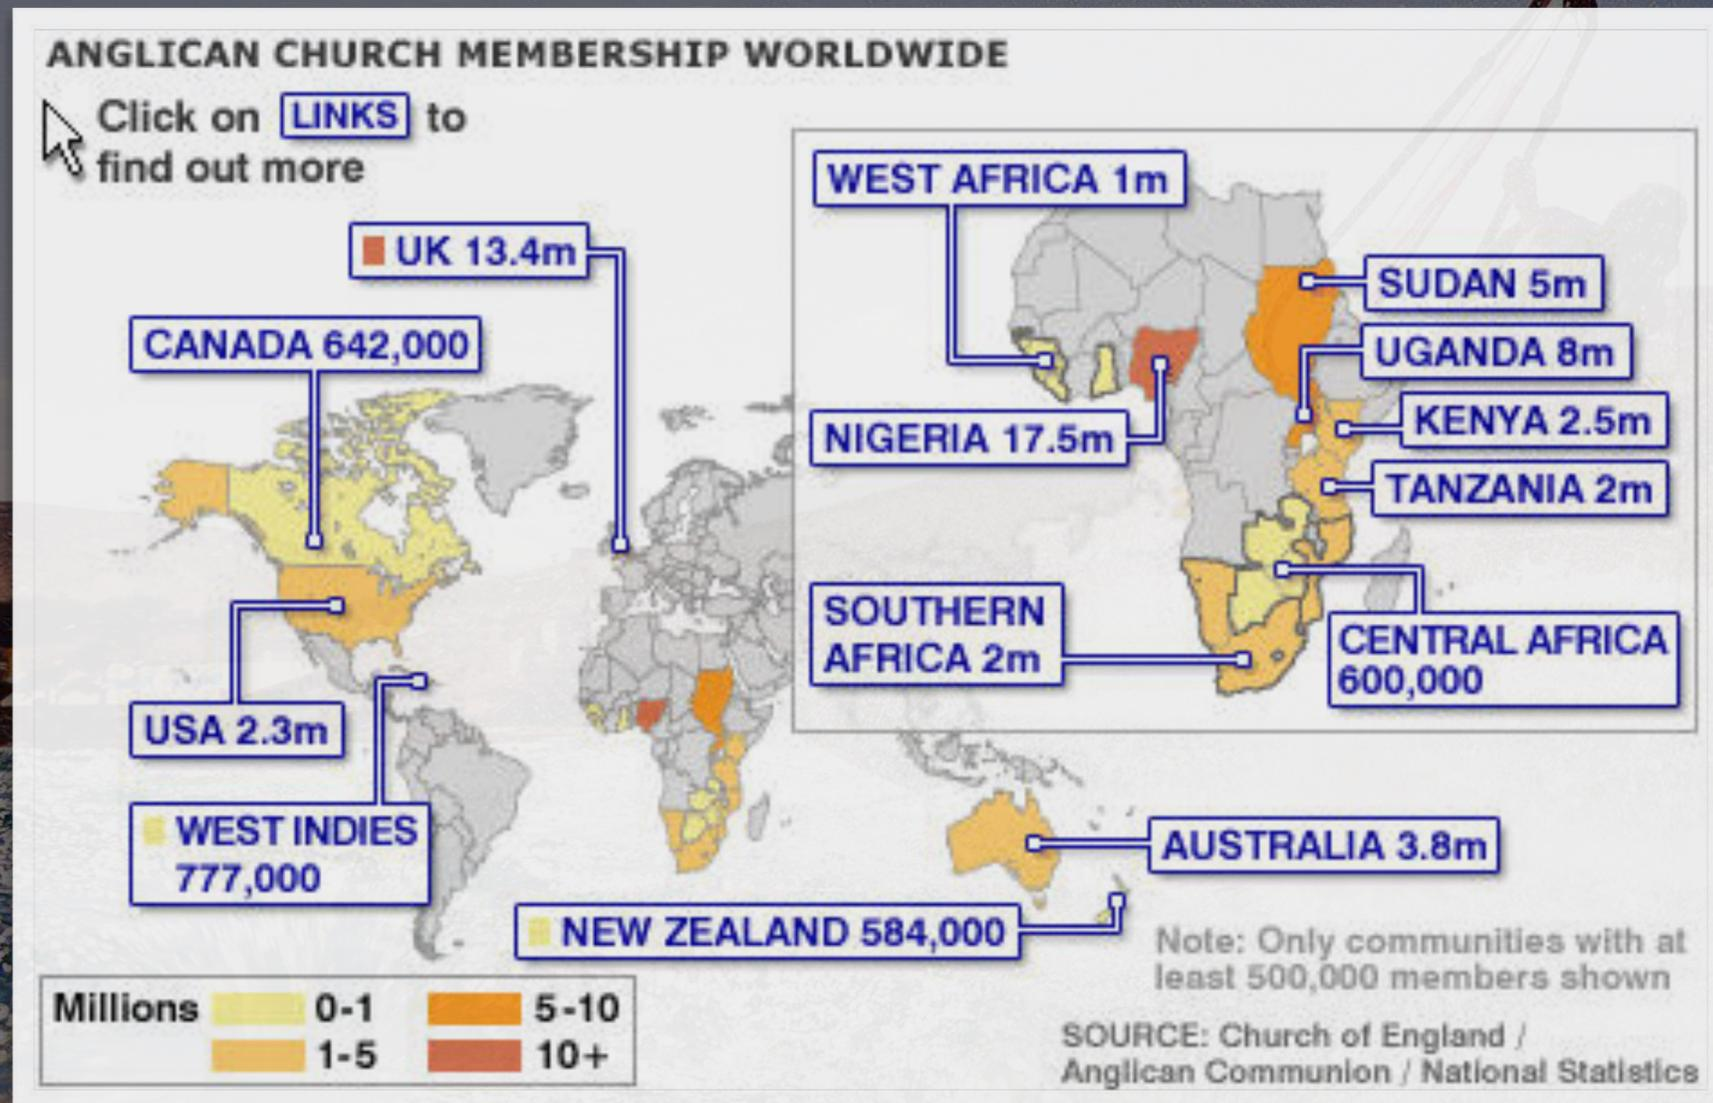 ANGLICAN CHURCH MEMBERSHIP WORLDWIDE
Click on LINKS to
find out more
WEST AFRICA 1m
UK 13.4m
SUDAN 5m
CANADA 642,000
UGANDA 8m
NIGERIA 17.5m
KENYA 2.5m
TANZANIA 2m
SOUTHERN
AFRICA 2m
CENTRAL AFRICA
600,000
USA 2.3m
WEST INDIES
777,000
AUSTRALIA 3.8m
NEW ZEALAND 584,000
Note: Only communities with at
least 500,000 members shown
Millions 0-1 5-10
1-5 10+
SOURCE: Church of England /
Anglican Communion / National Statistics